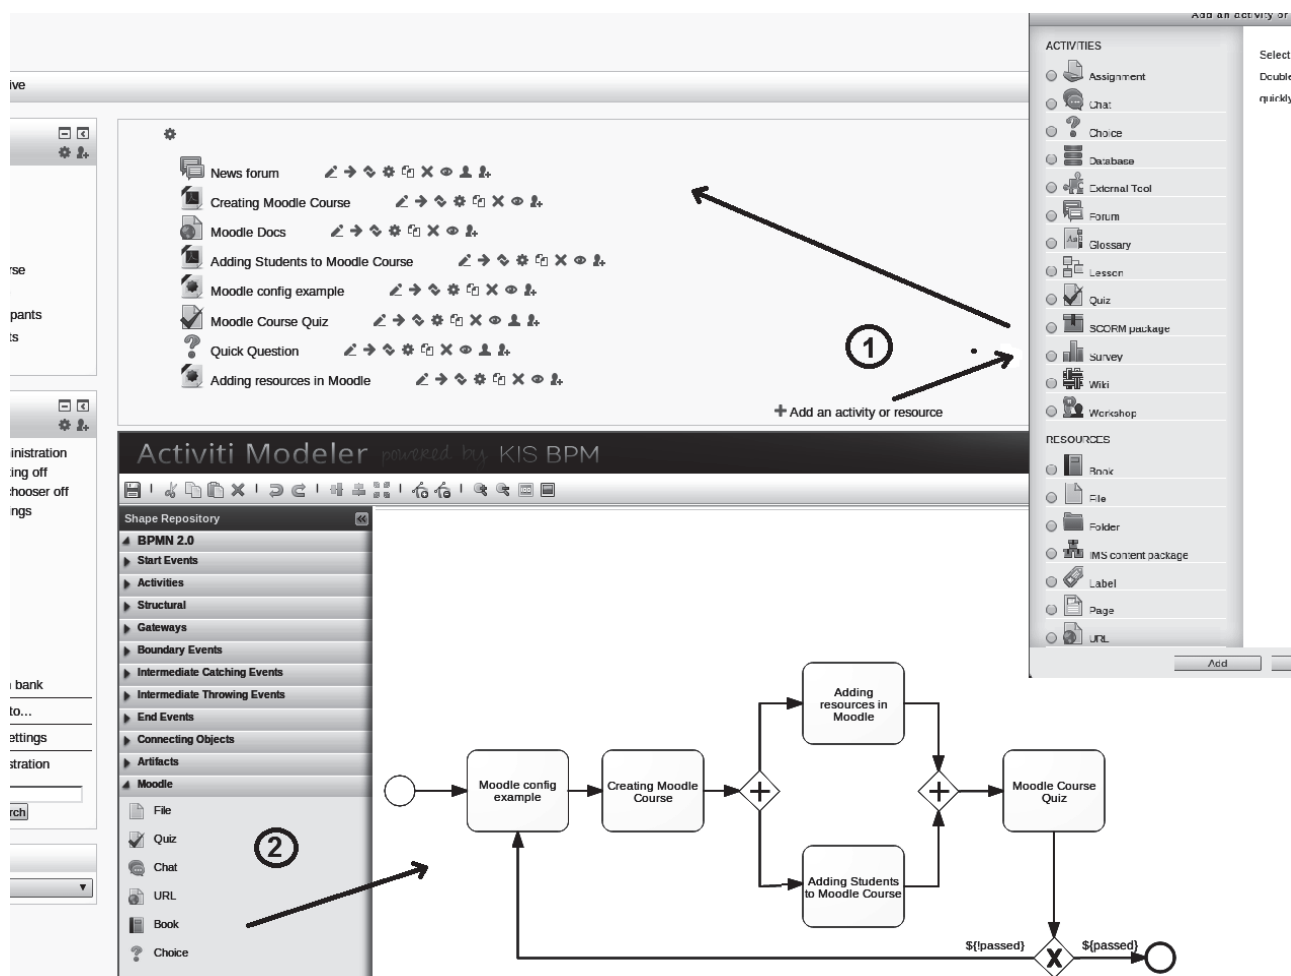 Add an activity or
ive
ACTIVITIES
Assignment
Chat
Choice
Database
External Tool
Forum
Glossary
Lesson
Quiz
SCORM package
Survey
Wiki
Workshop
RESOURCES
Book
File
Folder
IMS content package
Label
Page
URL
Add
Select
Double
quickly
rse
pants
ts
inistration
ting off
chooser off
ings
bank
to...
ettings
stration
rch
News forum
Creating Moodle Course
Moodle Docs
Adding Students to Moodle Course
Moodle config example
Moodle Course Quiz
Quick Question
Adding resources in Moodle
1
Add an activity or resource
Activiti Modeler powered by KIS BPM
Shape Repository
BPMN 2.0
Start Events
Activities
Structural
Gateways
Boundary Events
Intermediate Catching Events
Intermediate Throwing Events
End Events
Connecting Objects
Artifacts
Moodle
File
Quiz
Chat
URL
Book
Choice
2
Moodle config
example
Creating Moodle
Course
Adding
resources in
Moodle
Adding Students
to Moodle Course
Moodle Course
Quiz
${!passed}
${passed}